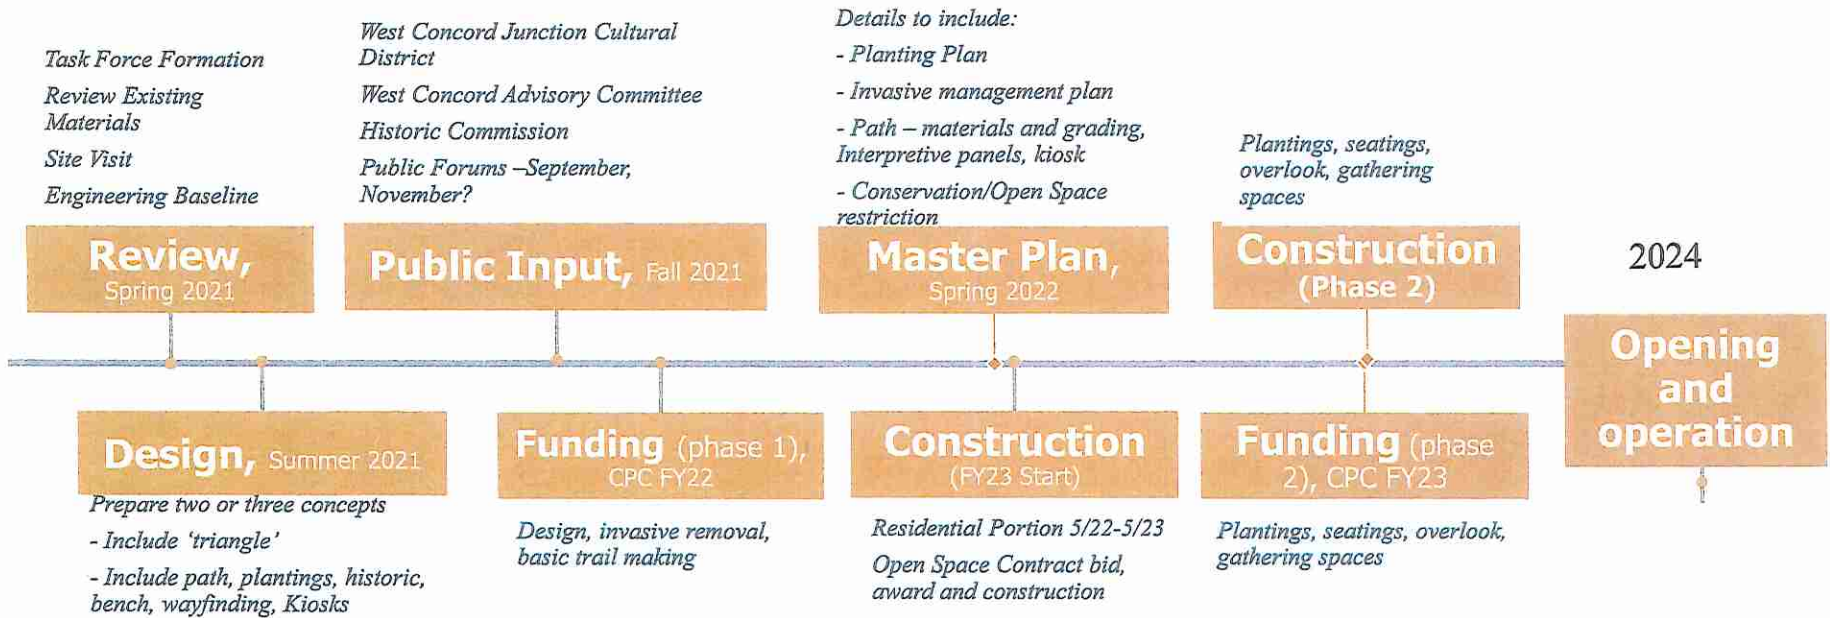 Task Force Formation
Review Existing
Materials
Site Visit
Engineering Baseline
Review,
Spring 2021
West Concord Junction Cultural
District
West Concord Advisory Committee
Historic Commission
Public Forums –September,
November?
Public Input, Fall 2021
Details to include:
- Planting Plan
- Invasive management plan
- Path – materials and grading,
Interpretive panels, kiosk
- Conservation/Open Space
restriction
Master Plan,
Spring 2022
Plantings, seatings,
overlook, gathering
spaces
Construction
(Phase 2)
2024
Opening
and
operation
Design, Summer 2021
Prepare two or three concepts
- Include ‘triangle’
- Include path, plantings, historic,
bench, wayfinding, Kiosks
Funding (phase 1),
CPC FY22
Design, invasive removal,
basic trail making
Construction
(FY23 Start)
Residential Portion 5/22-5/23
Open Space Contract bid,
award and construction
Funding (phase
2), CPC FY23
Plantings, seatings, overlook,
gathering spaces